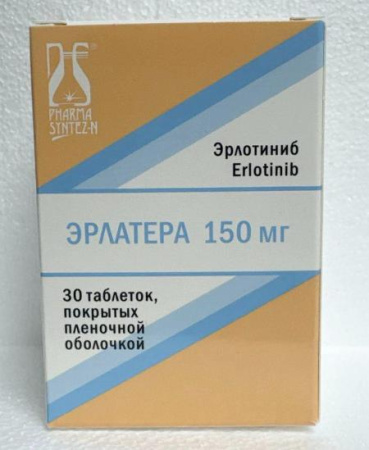 PHARMA
SINTEZ-N
Эрлотиниб
Erlotinib
ЭРЛАТЕРА 150 мг
30 таблеток,
покрытых
пленочной
оболочкой